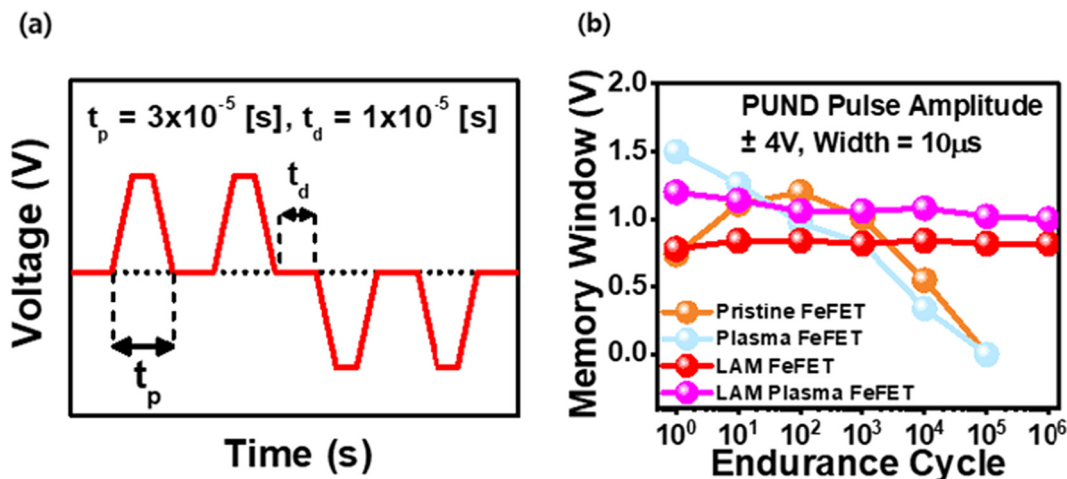 (a)
t_p = 3x10^-5 [s], t_d = 1x10^-5 [s]
t_d
t_p
Voltage (V)
Time (s)
(b)
PUND Pulse Amplitude
± 4V, Width = 10μs
Memory Window (V)
2.0
1.5
1.0
0.5
0.0
Pristine FeFET
Plasma FeFET
LAM FeFET
LAM Plasma FeFET
10^0 10^1 10^2 10^3 10^4 10^5 10^6
Endurance Cycle